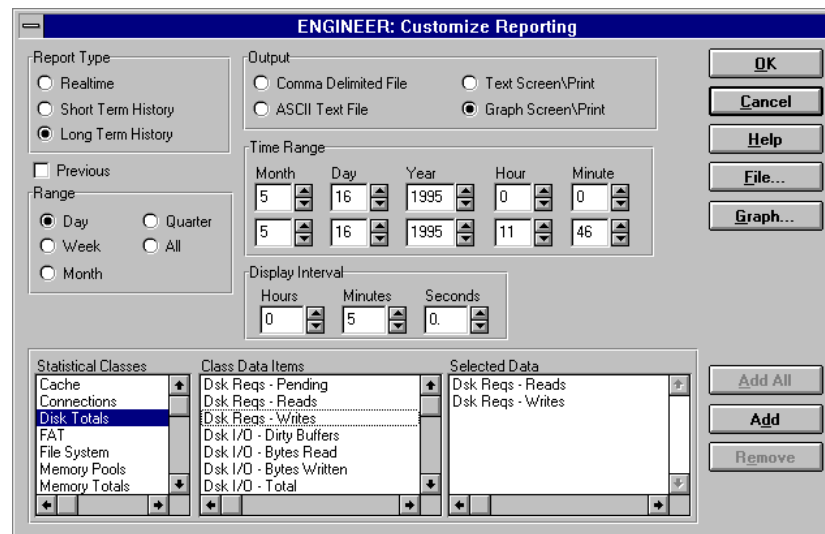 ENGINEER: Customize Reporting
Report Type
Realtime
Short Term History
Long Term History
Output
Comma Delimited File
Text Screen\Print
ASCII Text File
Graph Screen\Print
OK
Cancel
Help
File...
Graph...
Previous
Range
Day
Quarter
Week
All
Month
Time Range
Month Day Year Hour Minute
5 16 1995 0 0
5 16 1995 11 46
Display Interval
Hours Minutes Seconds
0 5 0.
Statistical Classes
Cache
Connections
Disk Totals
FAT
File System
Memory Pools
Memory Totals
Class Data Items
Dsk Reqs - Pending
Dsk Reqs - Reads
Dsk Reqs - Writes
Dsk I/O - Dirty Buffers
Dsk I/O - Bytes Read
Dsk I/O - Bytes Written
Dsk I/O - Total
Selected Data
Dsk Reqs - Reads
Dsk Reqs - Writes
Add All
Add
Remove